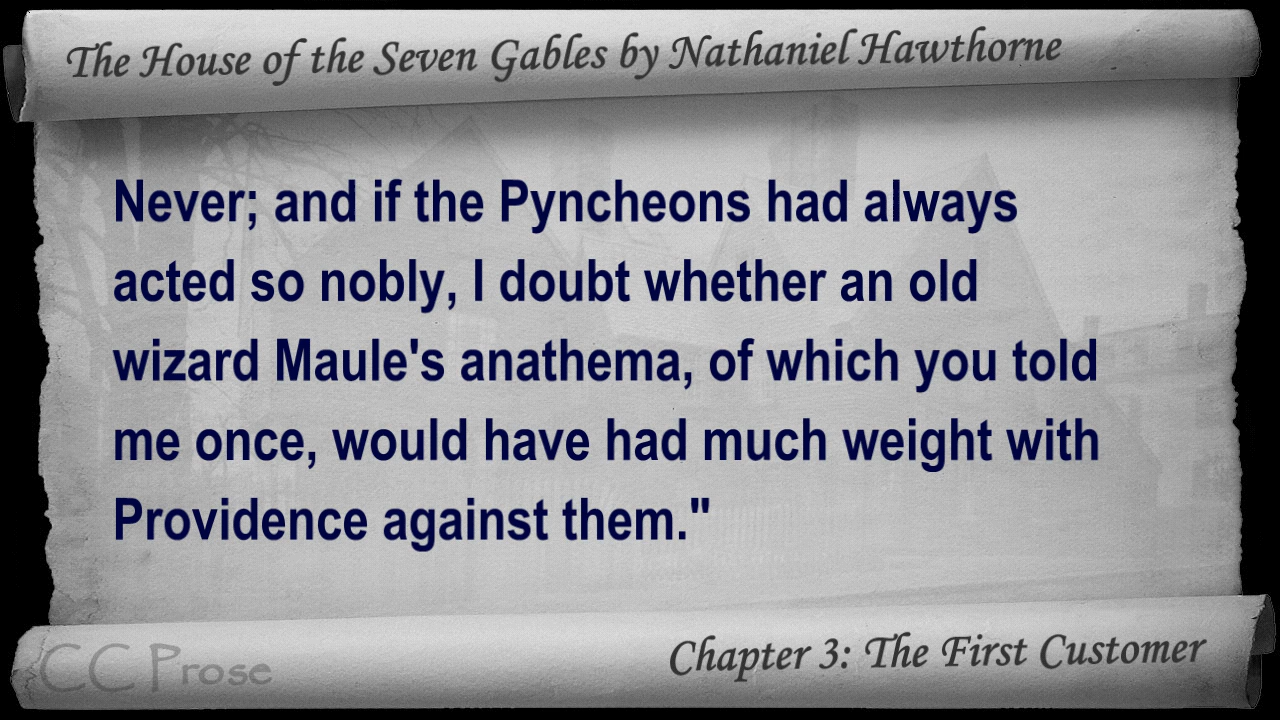 The House of the Seven Gables by Nathaniel Hawthorne
Never; and if the Pyncheons had always
acted so nobly, I doubt whether an old
wizard Maule's anathema, of which you told
me once, would have had much weight with
Providence against them."
CC Prose
Chapter 3: The First Customer